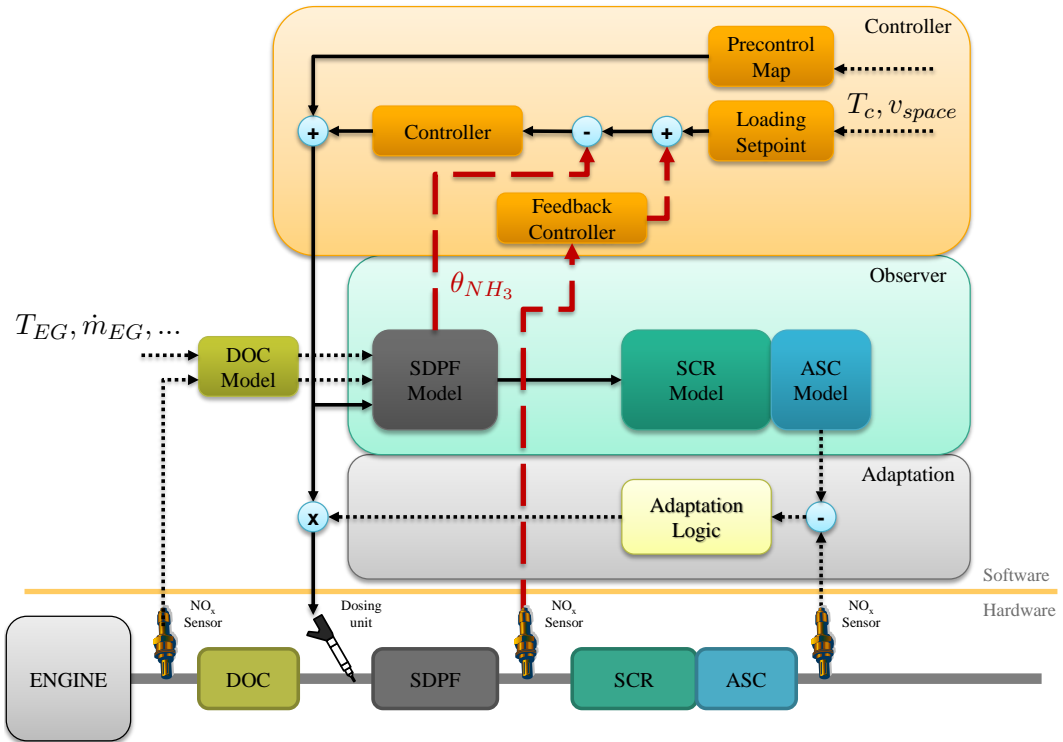 Controller
Precontrol
Map
T_c, v_space
+
Controller
-
+
Loading
Setpoint
Feedback
Controller
Observer
θ_NH₃
T_EG, ṁ_EG, ...
DOC
Model
SDPF
Model
SCR
Model
ASC
Model
Adaptation
x
Adaptation
Logic
-
Software
Hardware
NOₓ
Sensor
Dosing
unit
NOₓ
Sensor
NOₓ
Sensor
ENGINE
DOC
SDPF
SCR
ASC